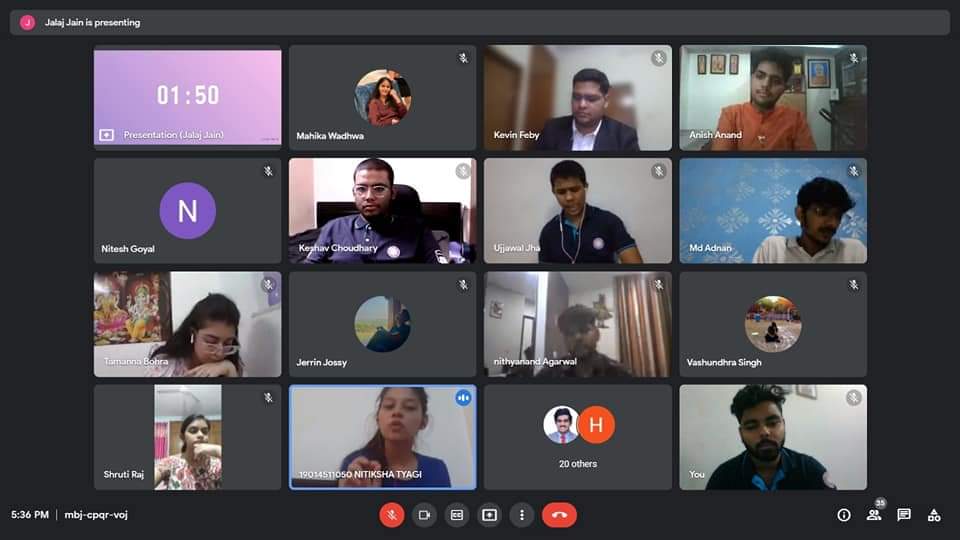 J Jalaj Jain is presenting
01:50
Presentation (Jalaj Jain)
Mahika Wadhwa
Kevin Feby
Anish Anand
N
Nitesh Goyal
Keshav Choudhary
Ujjawal Jha
Md Adnan
Tamanna Bohra
Jerrin Jossy
nithyanand Agarwal
Vashundhra Singh
Shruti Raj
19014511050 NITIKSHA TYAGI
H
20 others
You
5:36 PM | mbj-cpqr-voj
35